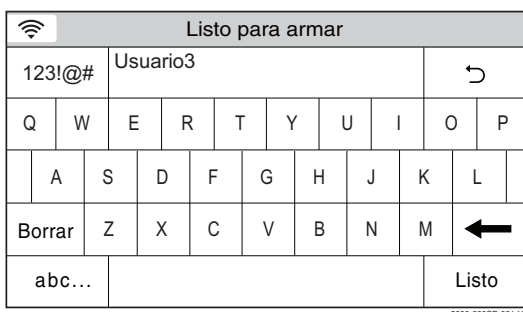 Listo para armar
123!@# Usuario3
Q W E R T Y U I O P
A S D F G H J K L
Borrar Z X C V B N M
abc... Listo